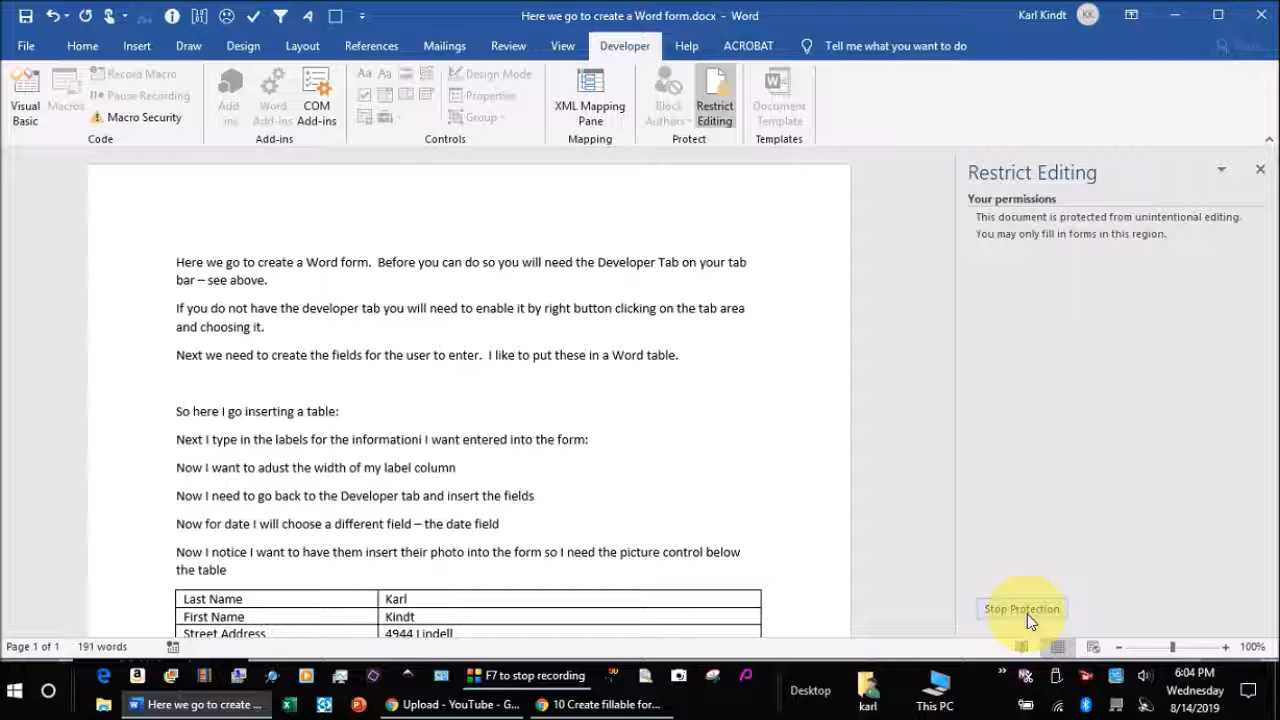 Here we go to create a Word form.docx - Word
Karl Kindt
KK
File Home Insert Draw Design Layout References Mailings Review View Developer Help ACROBAT Tell me what you want to do
Visual Basic
Macros
Record Macro
Pause Recording
Macro Security
Code
Add-ins
Word Add-ins
COM Add-ins
Add-ins
Aa Aa
Design Mode
Properties
Group
Controls
XML Mapping Pane
Mapping
Block Authors
Restrict Editing
Protect
Document Template
Templates
Here we go to create a Word form. Before you can do so you will need the Developer Tab on your tab
bar – see above.
If you do not have the developer tab you will need to enable it by right button clicking on the tab area
and choosing it.
Next we need to create the fields for the user to enter. I like to put these in a Word table.
So here I go inserting a table:
Next I type in the labels for the informationi I want entered into the form:
Now I want to adust the width of my label column
Now I need to go back to the Developer tab and insert the fields
Now for date I will choose a different field – the date field
Now I notice I want to have them insert their photo into the form so I need the picture control below
the table
Last Name Karl
First Name Kindt
Street Address 4944 Lindell
Restrict Editing
Your permissions
This document is protected from unintentional editing.
You may only fill in forms in this region.
Stop Protection
Page 1 of 1 191 words
100%
F7 to stop recording
Here we go to create ...
Upload - YouTube - G...
10 Create fillable for...
Desktop
karl
This PC
6:04 PM
Wednesday
8/14/2019